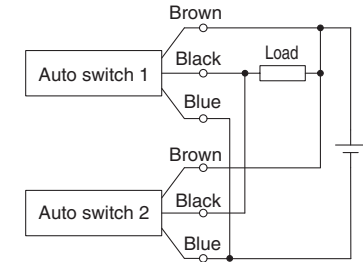 Brown
Black
Load
Auto switch 1
Blue
Brown
Black
Auto switch 2
Blue